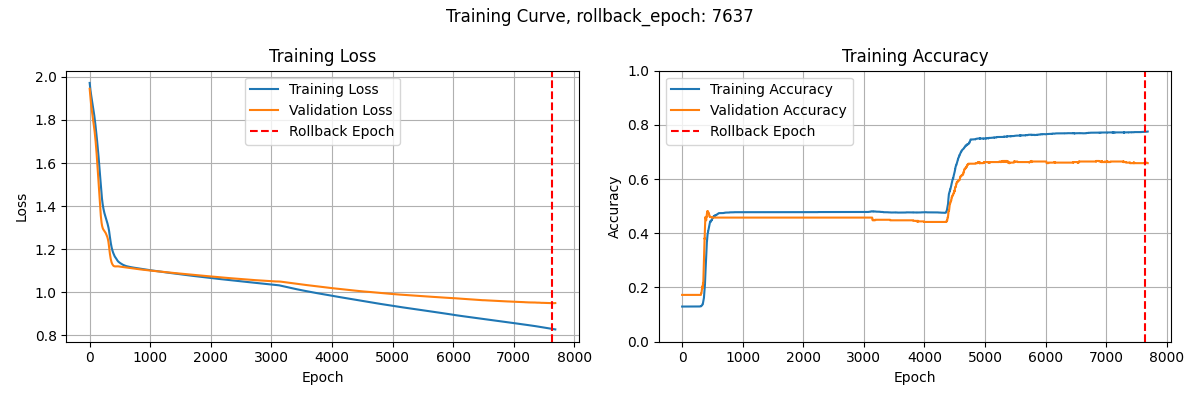 Training Curve, rollback_epoch: 7637
Training Loss
2.0
1.8
1.6
1.4
1.2
1.0
0.8
Loss
Training Loss
Validation Loss
Rollback Epoch
0 1000 2000 3000 4000 5000 6000 7000 8000
Epoch
Training Accuracy
1.0
0.8
0.6
0.4
0.2
0.0
Accuracy
Training Accuracy
Validation Accuracy
Rollback Epoch
0 1000 2000 3000 4000 5000 6000 7000 8000
Epoch